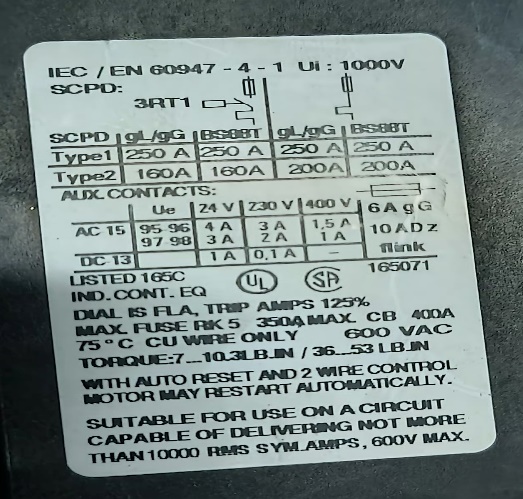 IEC / EN 60947 - 4 - 1 Ui : 1000V
SCPD:
3RT1
SCPD gL/gG BS88T gL/gG BS88T
Type1 250 A 250 A 250 A 250 A
Type2 160A 160A 200A 200A
AUX. CONTACTS:
Ue 24 V 230 V 400 V 6 A g G
AC 15 95-96 4 A 3 A 1,5 A 10 A D z
97-98 3 A 2 A 1 A flink
DC 13 1 A 0,1 A — 165071
LISTED 165C UL SA
IND. CONT. EQ
DIAL IS FLA, TRIP AMPS 125%
MAX. FUSE RK 5 350A MAX. CB 400A
75° C CU WIRE ONLY 600 VAC
TORQUE:7...10.3LB.IN / 36...53 LB.IN
WITH AUTO RESET AND 2 WIRE CONTROL
MOTOR MAY RESTART AUTOMATICALLY.
SUITABLE FOR USE ON A CIRCUIT
CAPABLE OF DELIVERING NOT MORE
THAN 10000 RMS SYM.AMPS, 600V MAX.